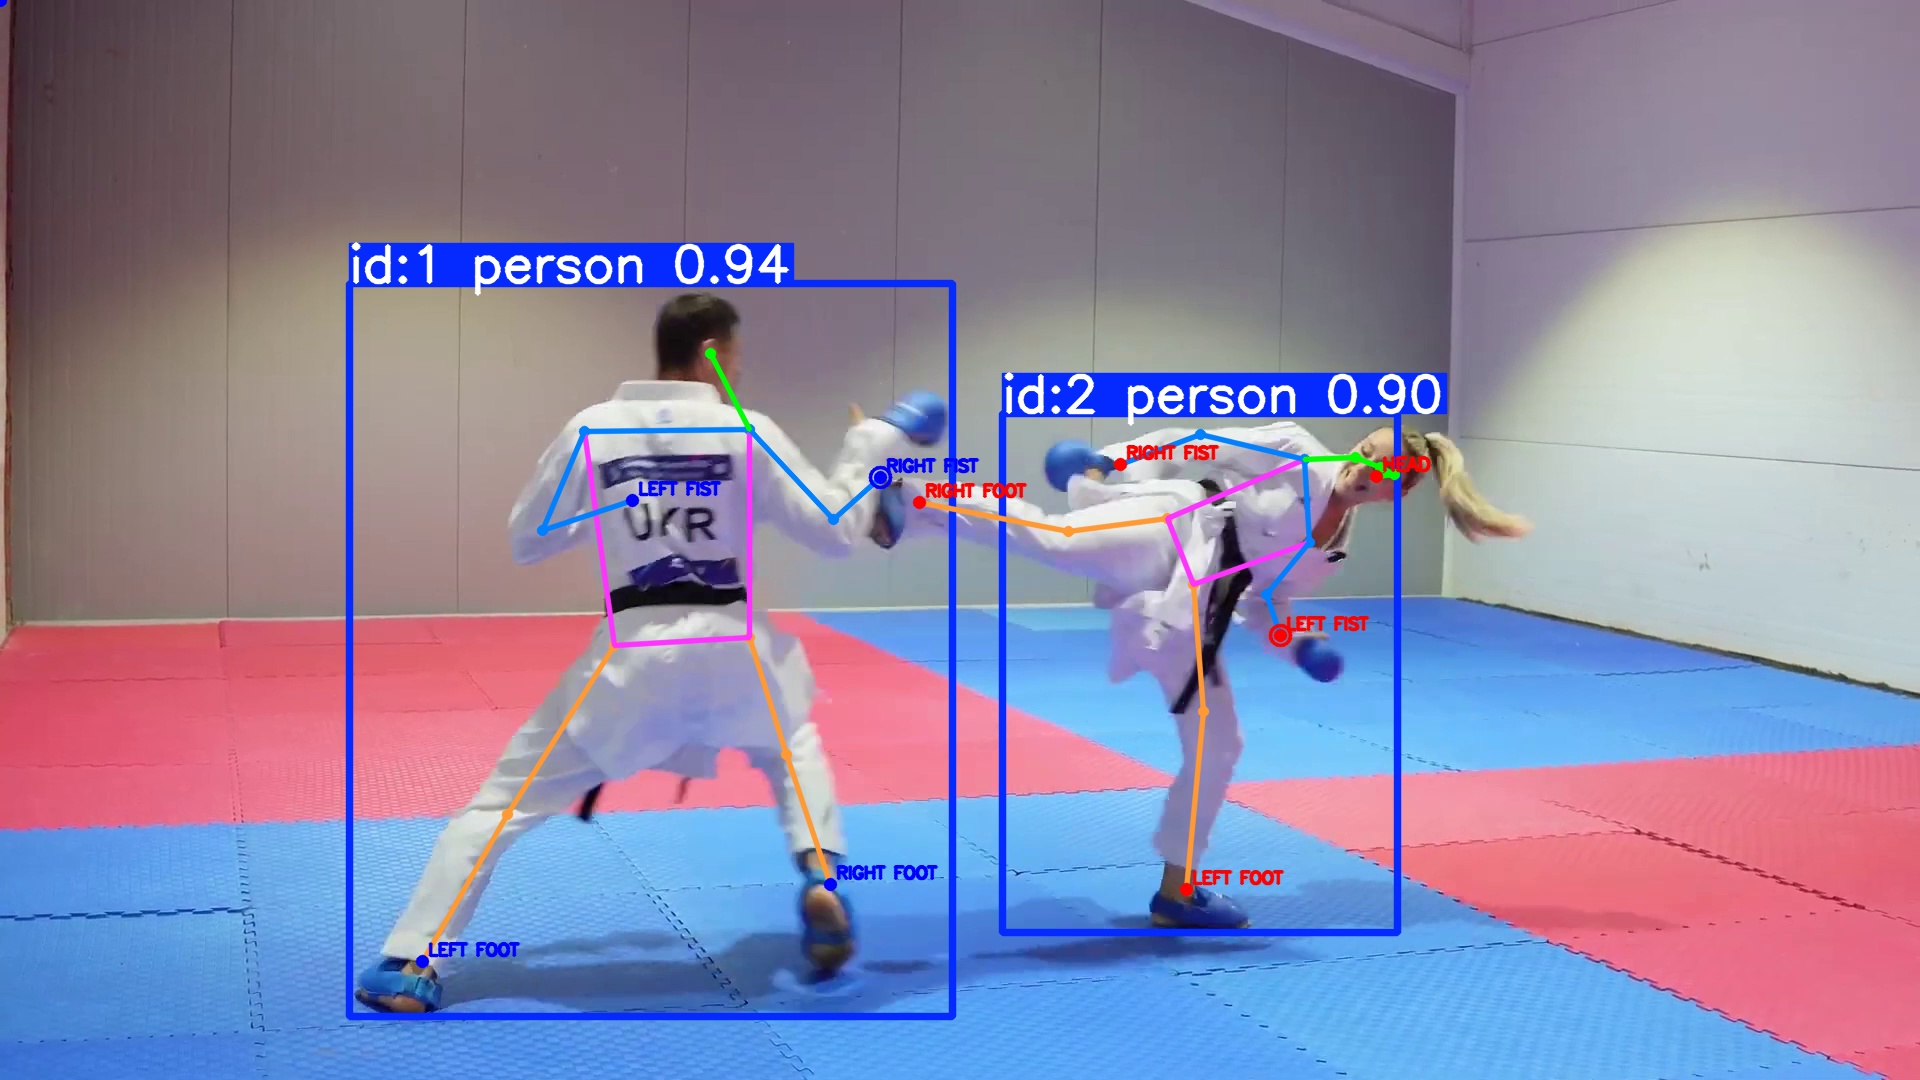 id:1 person 0.94
id:2 person 0.90
RIGHT FIST
HEAD
RIGHT FIST
LEFT FIST
RIGHT FOOT
UKR
LEFT FIST
RIGHT FOOT
LEFT FOOT
LEFT FOOT